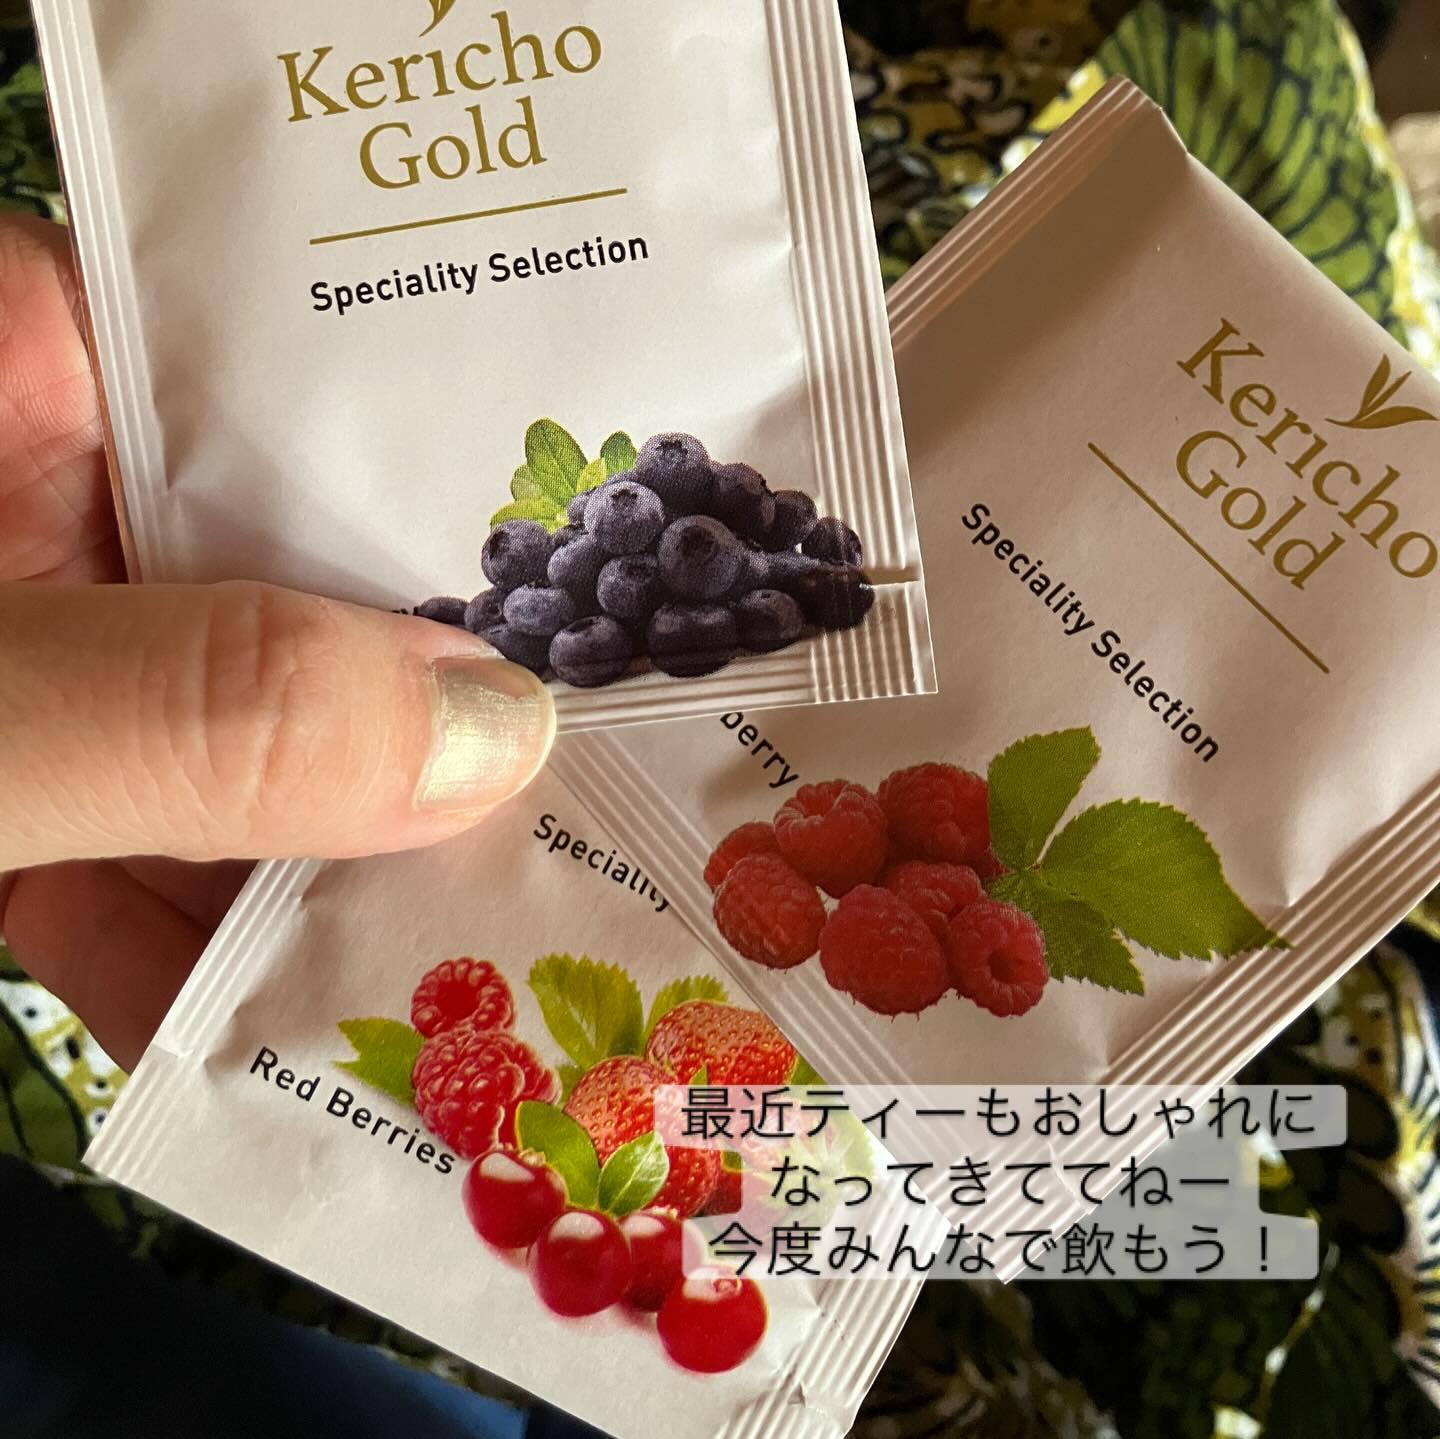 Kericho
Gold
Speciality Selection
Kericho
Gold
Speciality Selection
berry
Speciality
Red Berries
最近ティーもおしゃれに
なってきててねー
今度みんなで飲もう！